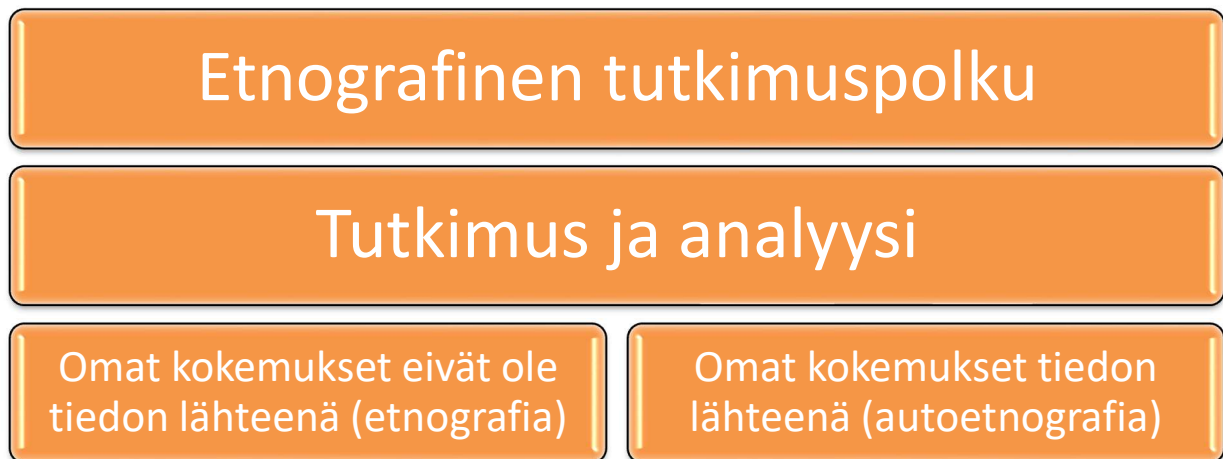 Etnografinen tutkimuspolku
Tutkimus ja analyysi
Omat kokemukset eivät ole
tiedon lähteenä (etnografia)
Omat kokemukset tiedon
lähteenä (autoetnografia)